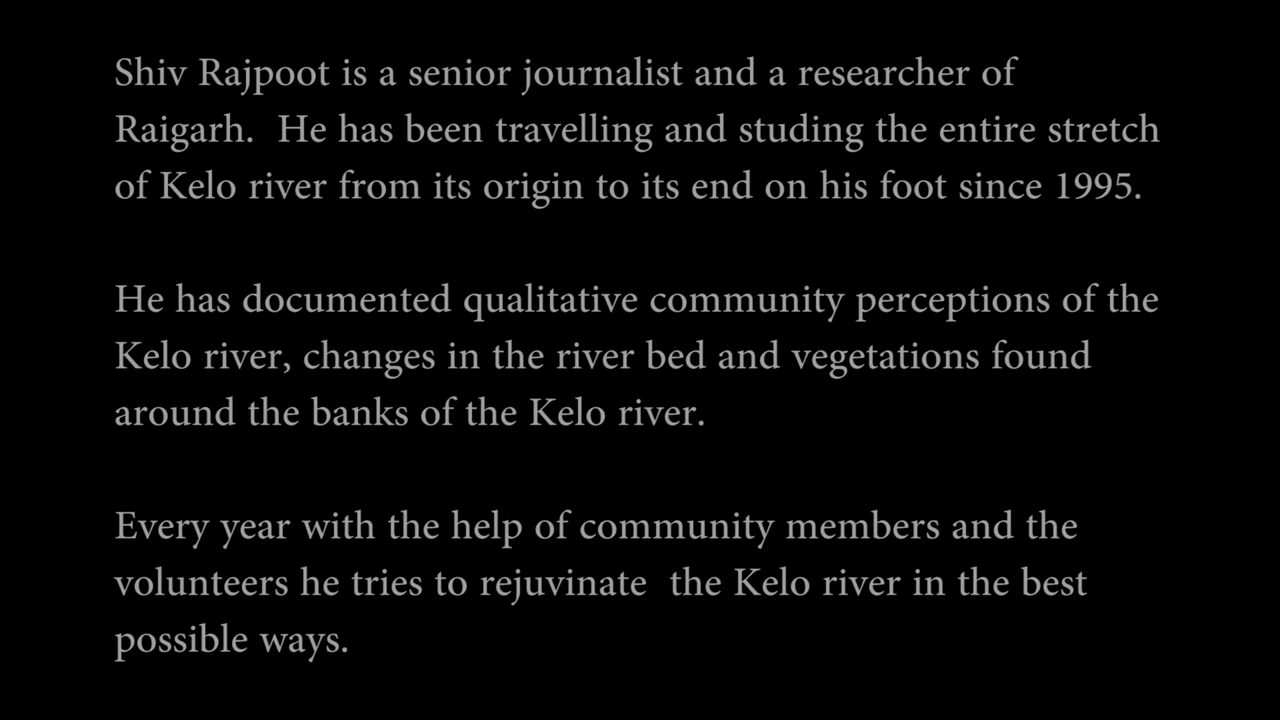 Shiv Rajpoot is a senior journalist and a researcher of
Raigarh.  He has been travelling and studing the entire stretch
of Kelo river from its origin to its end on his foot since 1995.
He has documented qualitative community perceptions of the
Kelo river, changes in the river bed and vegetations found
around the banks of the Kelo river.
Every year with the help of community members and the
volunteers he tries to rejuvinate  the Kelo river in the best
possible ways.